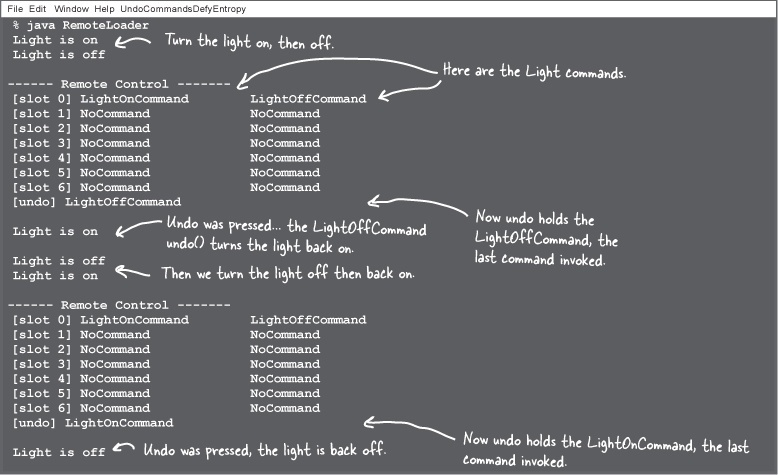 File Edit Window Help UndoCommandsDefyEntropy
% java RemoteLoader
Light is on
Light is off
Turn the light on, then off.
------ Remote Control -------
Here are the Light commands.
[slot 0] LightOnCommand LightOffCommand
[slot 1] NoCommand NoCommand
[slot 2] NoCommand NoCommand
[slot 3] NoCommand NoCommand
[slot 4] NoCommand NoCommand
[slot 5] NoCommand NoCommand
[slot 6] NoCommand NoCommand
[undo] LightOffCommand
Now undo holds the
LightOffCommand, the
last command invoked.
Light is on
Undo was pressed... the LightOffCommand
undo() turns the light back on.
Light is off
Light is on
Then we turn the light off then back on.
------ Remote Control -------
[slot 0] LightOnCommand LightOffCommand
[slot 1] NoCommand NoCommand
[slot 2] NoCommand NoCommand
[slot 3] NoCommand NoCommand
[slot 4] NoCommand NoCommand
[slot 5] NoCommand NoCommand
[slot 6] NoCommand NoCommand
[undo] LightOnCommand
Now undo holds the LightOnCommand, the last
command invoked.
Light is off
Undo was pressed, the light is back off.